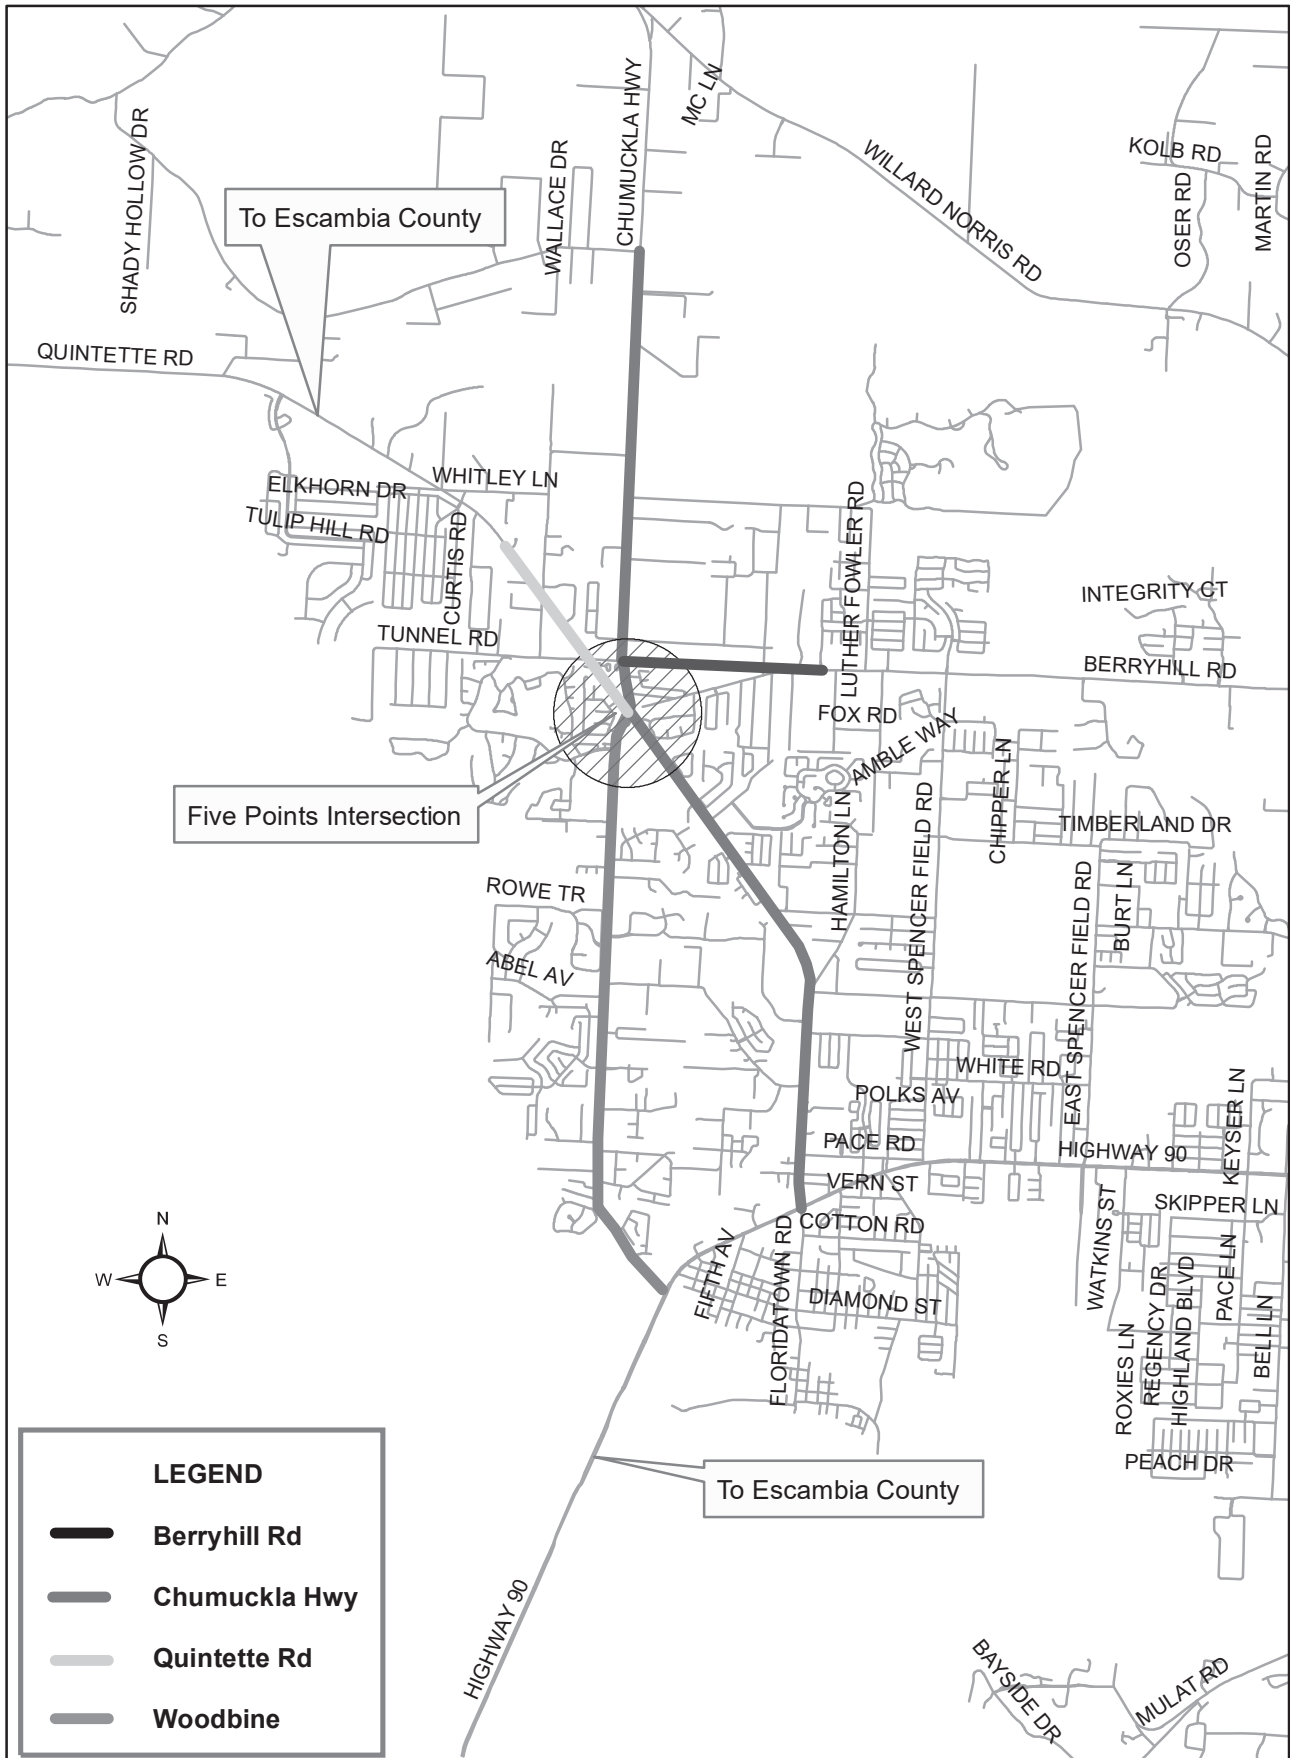 CHUMUCKLA HWY
MC LN
SHADY HOLLOW DR
WALLACE DR
WILLARD NORRIS RD
KOLB RD
OSER RD
MARTIN RD
To Escambia County
QUINTETTE RD
WHITLEY LN
ELKHORN DR
TULIP HILL RD
CURTIS RD
LUTHER FOWLER RD
INTEGRITY CT
TUNNEL RD
BERRYHILL RD
FOX RD
AMBLE WAY
Five Points Intersection
CHIPPER LN
TIMBERLAND DR
HAMILTON LN
WEST SPENCER FIELD RD
EAST SPENCER FIELD RD
BURT LN
ROWE TR
ABEL AV
WHITE RD
POLKS AV
PACE RD
HIGHWAY 90
KEYSER LN
VERN ST
SKIPPER LN
COTTON RD
WATKINS ST
FIFTH AV
FLORIDATOWN RD
DIAMOND ST
PACE LN
REGENCY DR
HIGHLAND BLVD
BELL LN
ROXIES LN
PEACH DR
N
W
E
S
To Escambia County
HIGHWAY 90
BAYSIDE DR
MULAT RD
LEGEND
Berryhill Rd
Chumuckla Hwy
Quintette Rd
Woodbine